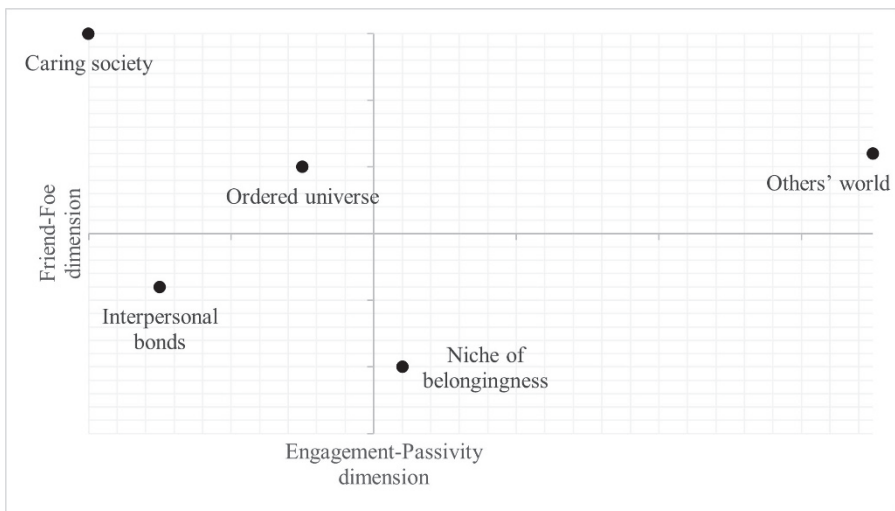 Caring society
Ordered universe
Others’ world
Friend-Foe
dimension
Interpersonal
bonds
Niche of
belongingness
Engagement-Passivity
dimension